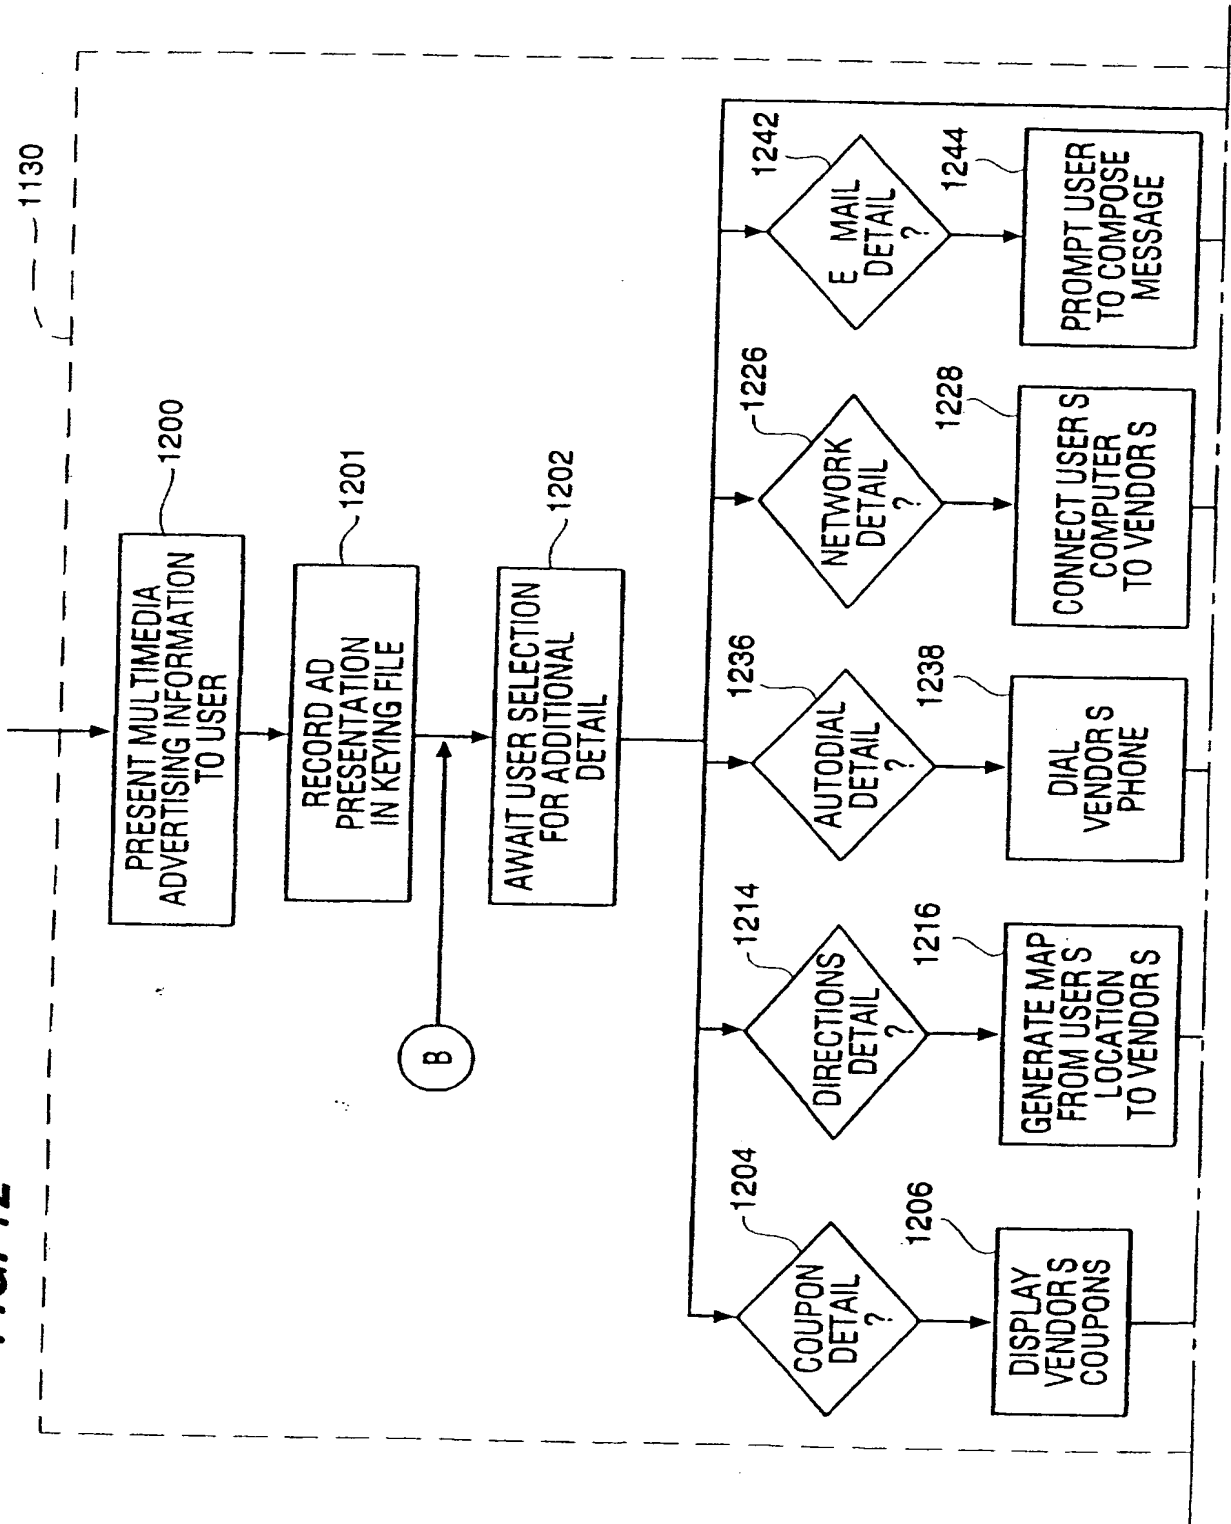 1130
PRESENT MULTIMEDIA
ADVERTISING INFORMATION
TO USER
1200
RECORD AD
PRESENTATION
IN KEYING FILE
1201
B
AWAIT USER SELECTION
FOR ADDITIONAL
DETAIL
1202
COUPON
DETAIL
?
1204
DIRECTIONS
DETAIL
?
1214
AUTODIAL
DETAIL
?
1236
NETWORK
DETAIL
?
1226
E MAIL
DETAIL
?
1242
DISPLAY
VENDOR S
COUPONS
1206
GENERATE MAP
FROM USER S
LOCATION
TO VENDOR S
1216
DIAL
VENDOR S
PHONE
1238
CONNECT USER S
COMPUTER
TO VENDOR S
1228
PROMPT USER
TO COMPOSE
MESSAGE
1244